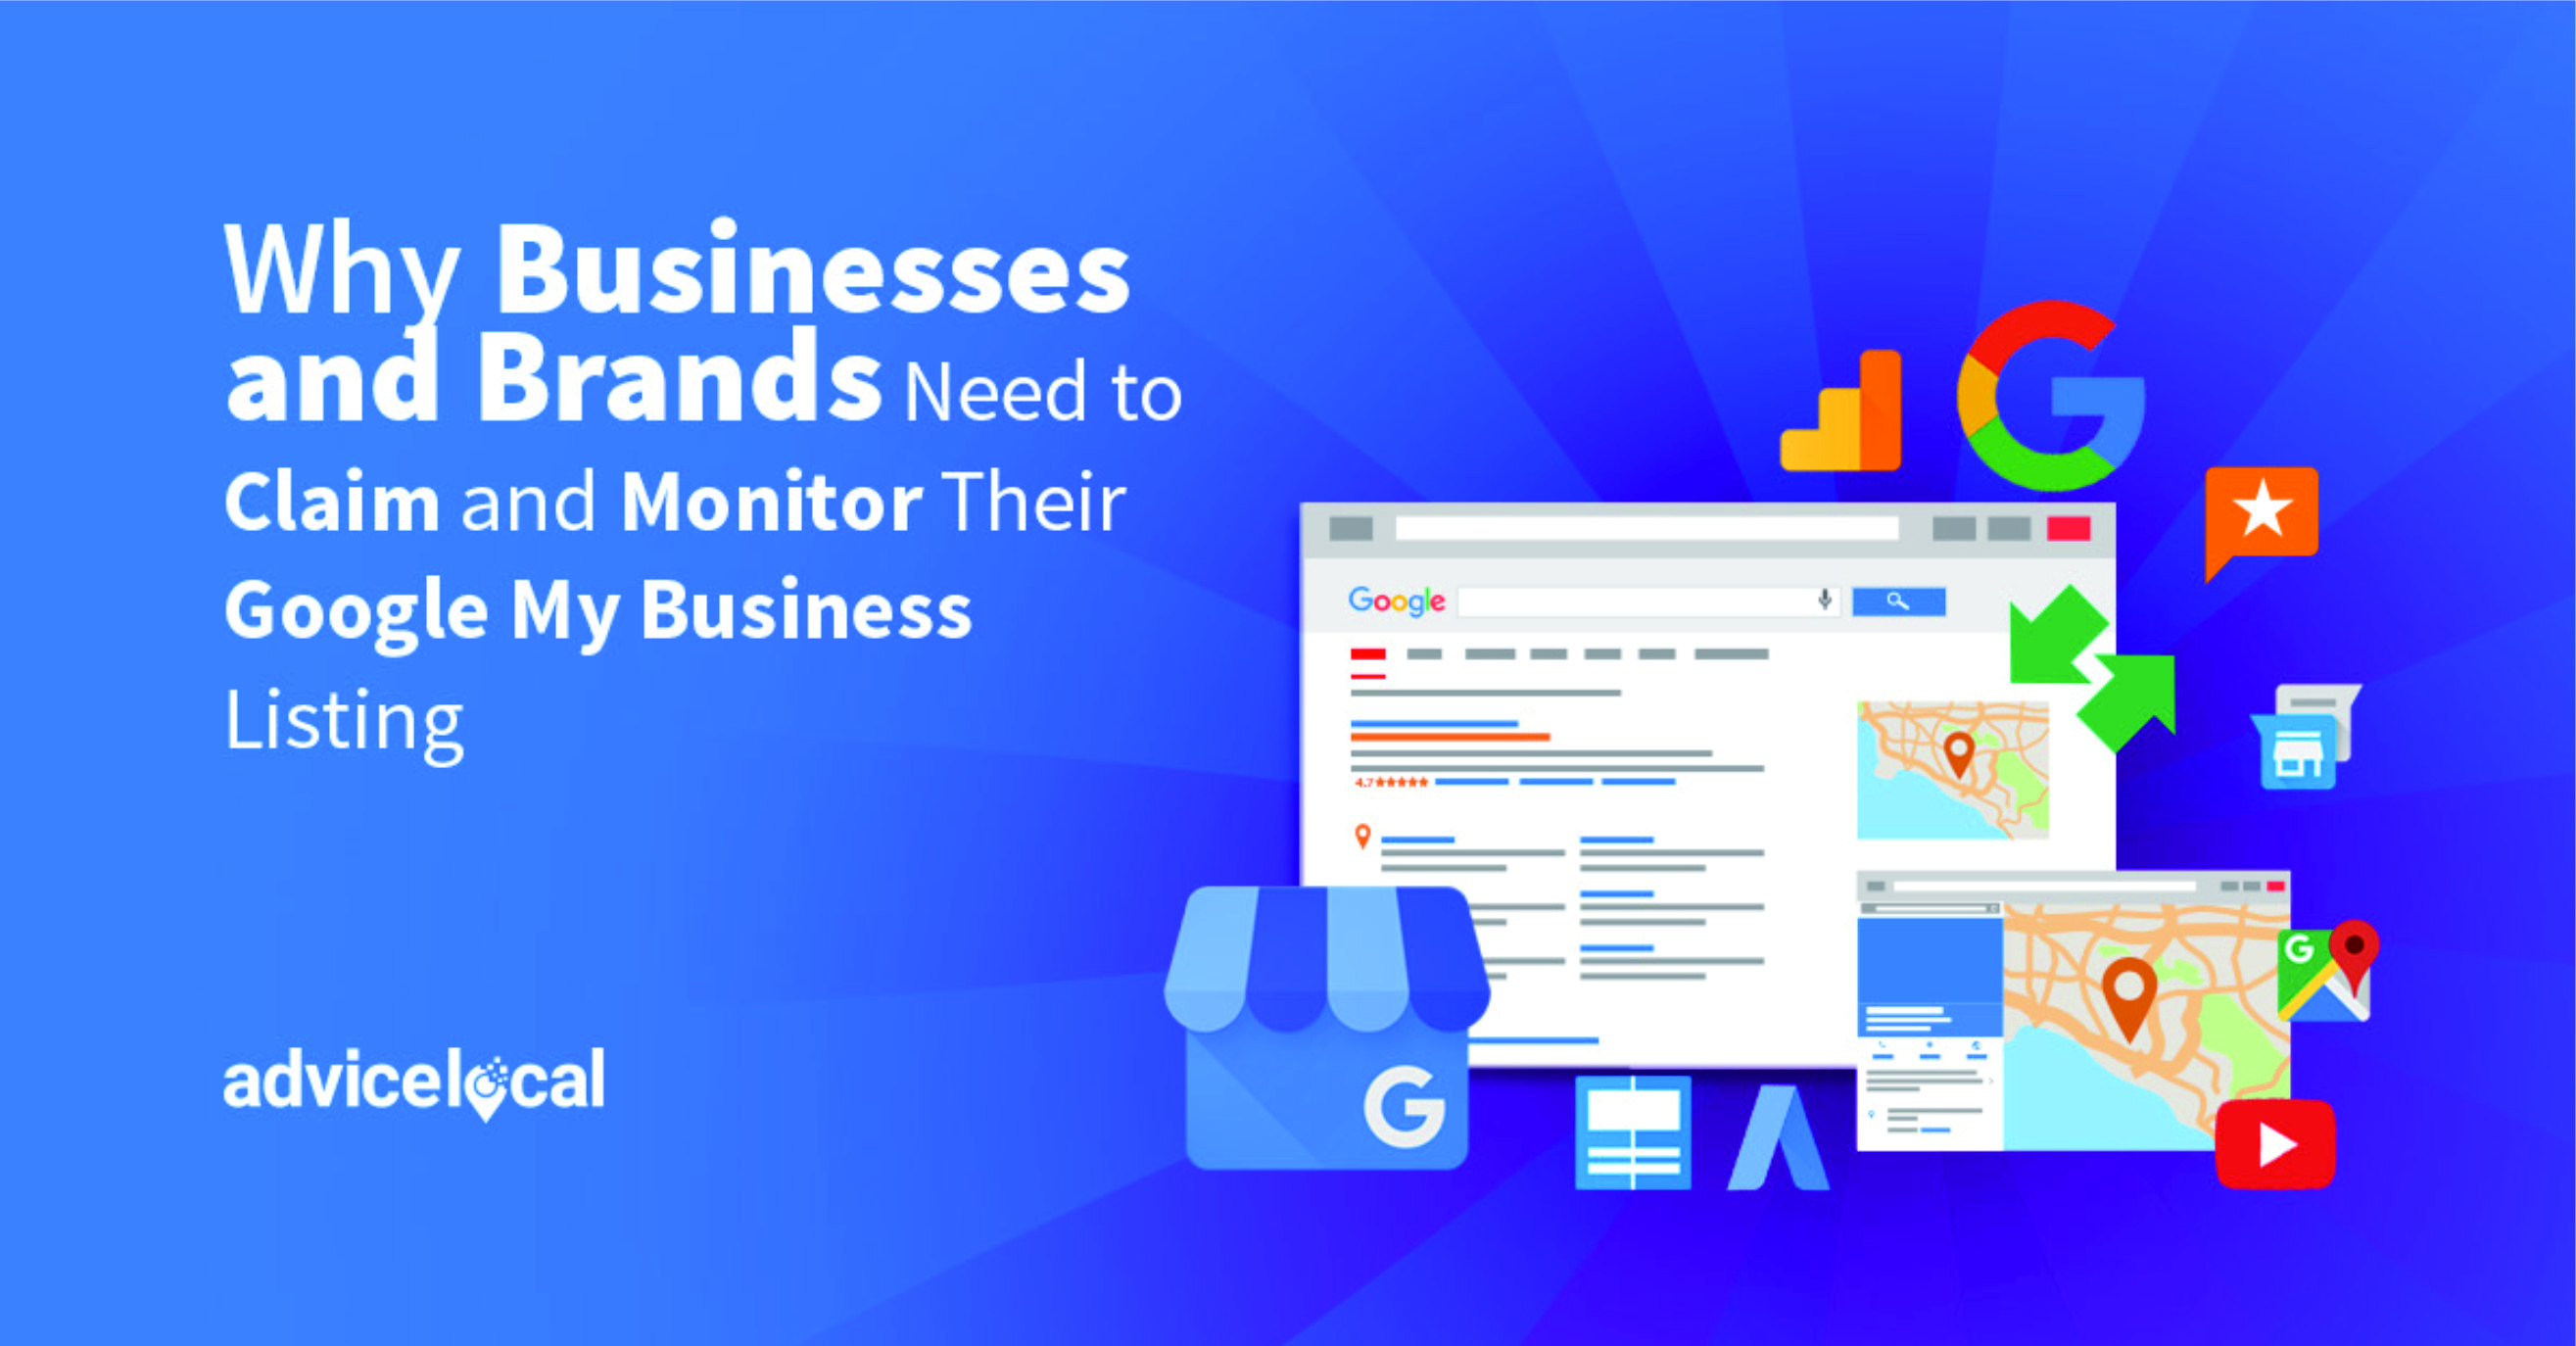 Why Businesses
and Brands Need to
Claim and Monitor Their
Google My Business
Listing
advicelocal
Google
4.7
G
G
G